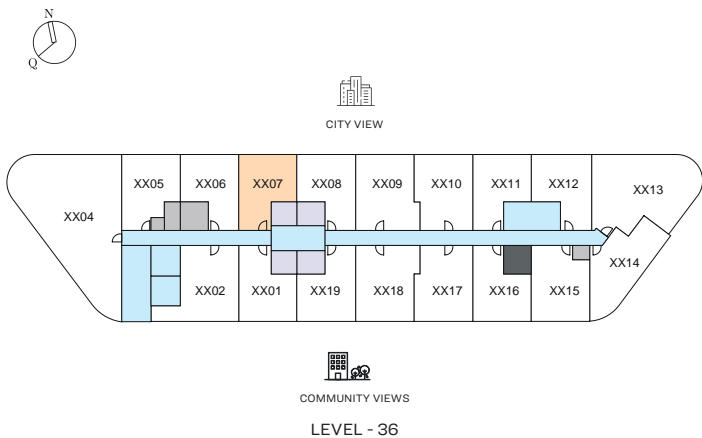 N
Q
CITY VIEW
XX05 XX06 XX07 XX08 XX09 XX10 XX11 XX12 XX13
XX04
XX14
XX02 XX01 XX19 XX18 XX17 XX16 XX15
COMMUNITY VIEWS
LEVEL - 36